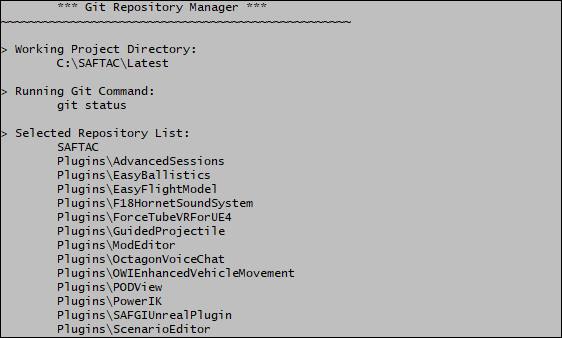 *** Git Repository Manager ***
~~~~~~~~~~~~~~~~~~~~~~~~~~~~~~~~~~~~~~~~~~~~~~~~~~
> Working Project Directory:
C:\SAFTAC\Latest
> Running Git Command:
git status
> Selected Repository List:
SAFTAC
Plugins\AdvancedSessions
Plugins\EasyBallistics
Plugins\EasyFlightModel
Plugins\F18HornetSoundSystem
Plugins\ForceTubeVRForUE4
Plugins\GuidedProjectile
Plugins\ModEditor
Plugins\OctagonVoiceChat
Plugins\OWIEnhancedVehicleMovement
Plugins\PODView
Plugins\PowerIK
Plugins\SAFGIUnrealPlugin
Plugins\ScenarioEditor